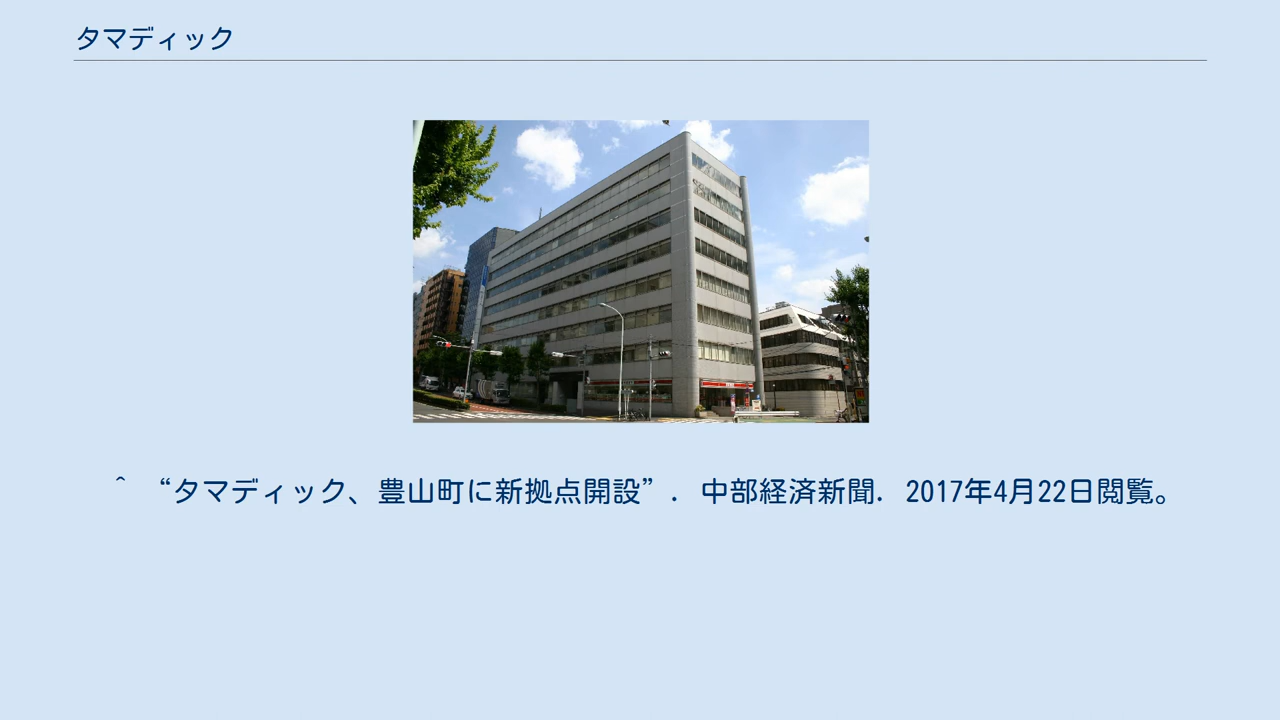 タマディック
^ “タマディック、豊山町に新拠点開設”. 中部経済新聞. 2017年4月22日閲覧。